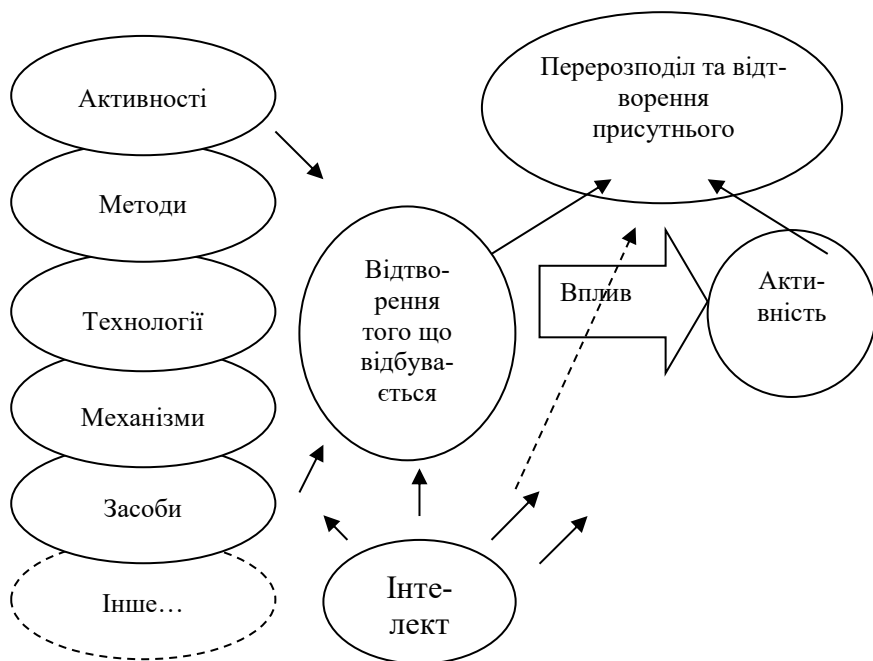 Активності
Методи
Технології
Механізми
Засоби
Інше…
Відтво-
рення
того що
відбува-
ється
Інте-
лект
Перерозподіл та відт-
ворення
присутнього
Вплив
Акти-
вність